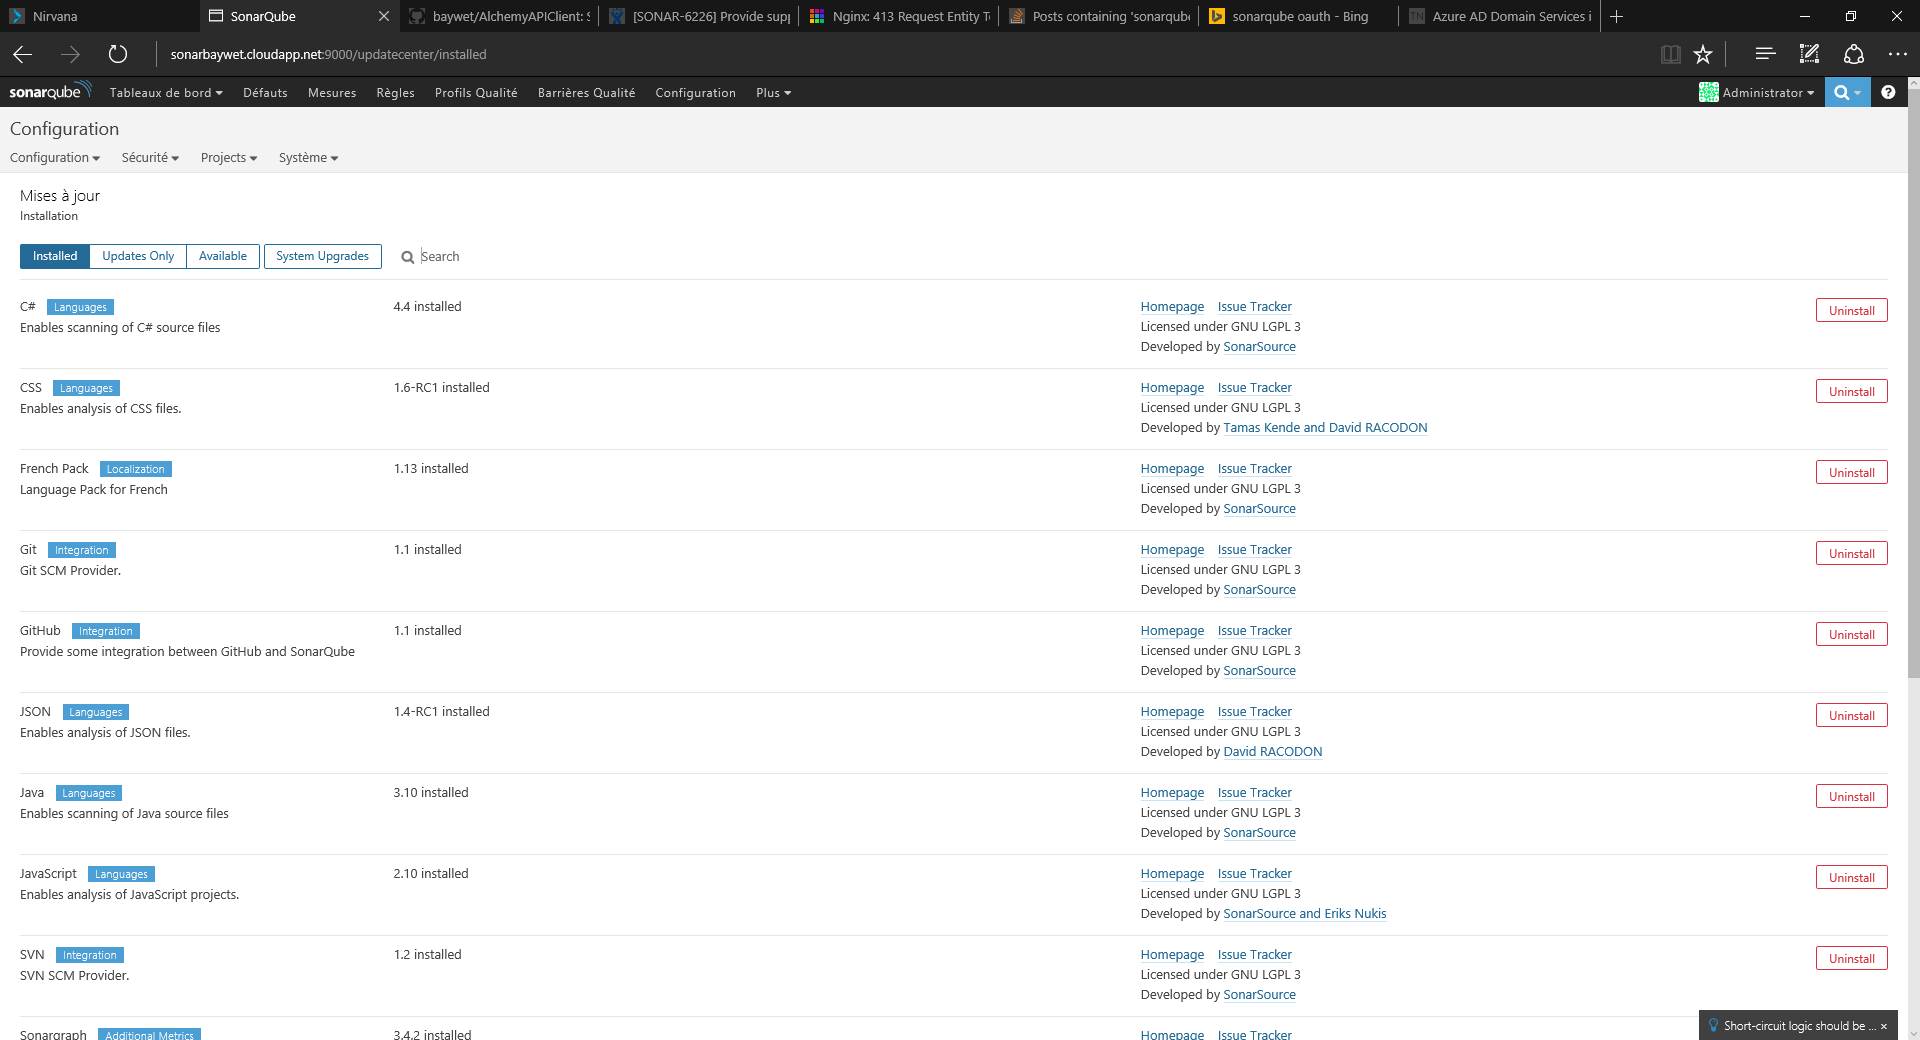 Nirvana
SonarQube
baywet/AlchemyAPIClient: S
[SONAR-6226] Provide supp
Nginx: 413 Request Entity T
Posts containing 'sonarqube
sonarqube oauth - Bing
TN Azure AD Domain Services i
sonarbaywet.cloudapp.net:9000/updatecenter/installed
sonarqube Tableaux de bord Défauts Mesures Règles Profils Qualité Barrières Qualité Configuration Plus Administrator
Configuration
Configuration Sécurité Projects Système
Mises à jour
Installation
Installed Updates Only Available System Upgrades Search
C# Languages 4.4 installed Homepage Issue Tracker Uninstall
Enables scanning of C# source files Licensed under GNU LGPL 3
Developed by SonarSource
CSS Languages 1.6-RC1 installed Homepage Issue Tracker Uninstall
Enables analysis of CSS files. Licensed under GNU LGPL 3
Developed by Tamas Kende and David RACODON
French Pack Localization 1.13 installed Homepage Issue Tracker Uninstall
Language Pack for French Licensed under GNU LGPL 3
Developed by SonarSource
Git Integration 1.1 installed Homepage Issue Tracker Uninstall
Git SCM Provider. Licensed under GNU LGPL 3
Developed by SonarSource
GitHub Integration 1.1 installed Homepage Issue Tracker Uninstall
Provide some integration between GitHub and SonarQube Licensed under GNU LGPL 3
Developed by SonarSource
JSON Languages 1.4-RC1 installed Homepage Issue Tracker Uninstall
Enables analysis of JSON files. Licensed under GNU LGPL 3
Developed by David RACODON
Java Languages 3.10 installed Homepage Issue Tracker Uninstall
Enables scanning of Java source files Licensed under GNU LGPL 3
Developed by SonarSource
JavaScript Languages 2.10 installed Homepage Issue Tracker Uninstall
Enables analysis of JavaScript projects. Licensed under GNU LGPL 3
Developed by SonarSource and Eriks Nukis
SVN Integration 1.2 installed Homepage Issue Tracker Uninstall
SVN SCM Provider. Licensed under GNU LGPL 3
Developed by SonarSource
Sonargraph Additional Metrics 3.4.2 installed Homepage Issue Tracker
Short-circuit logic should be ... ×